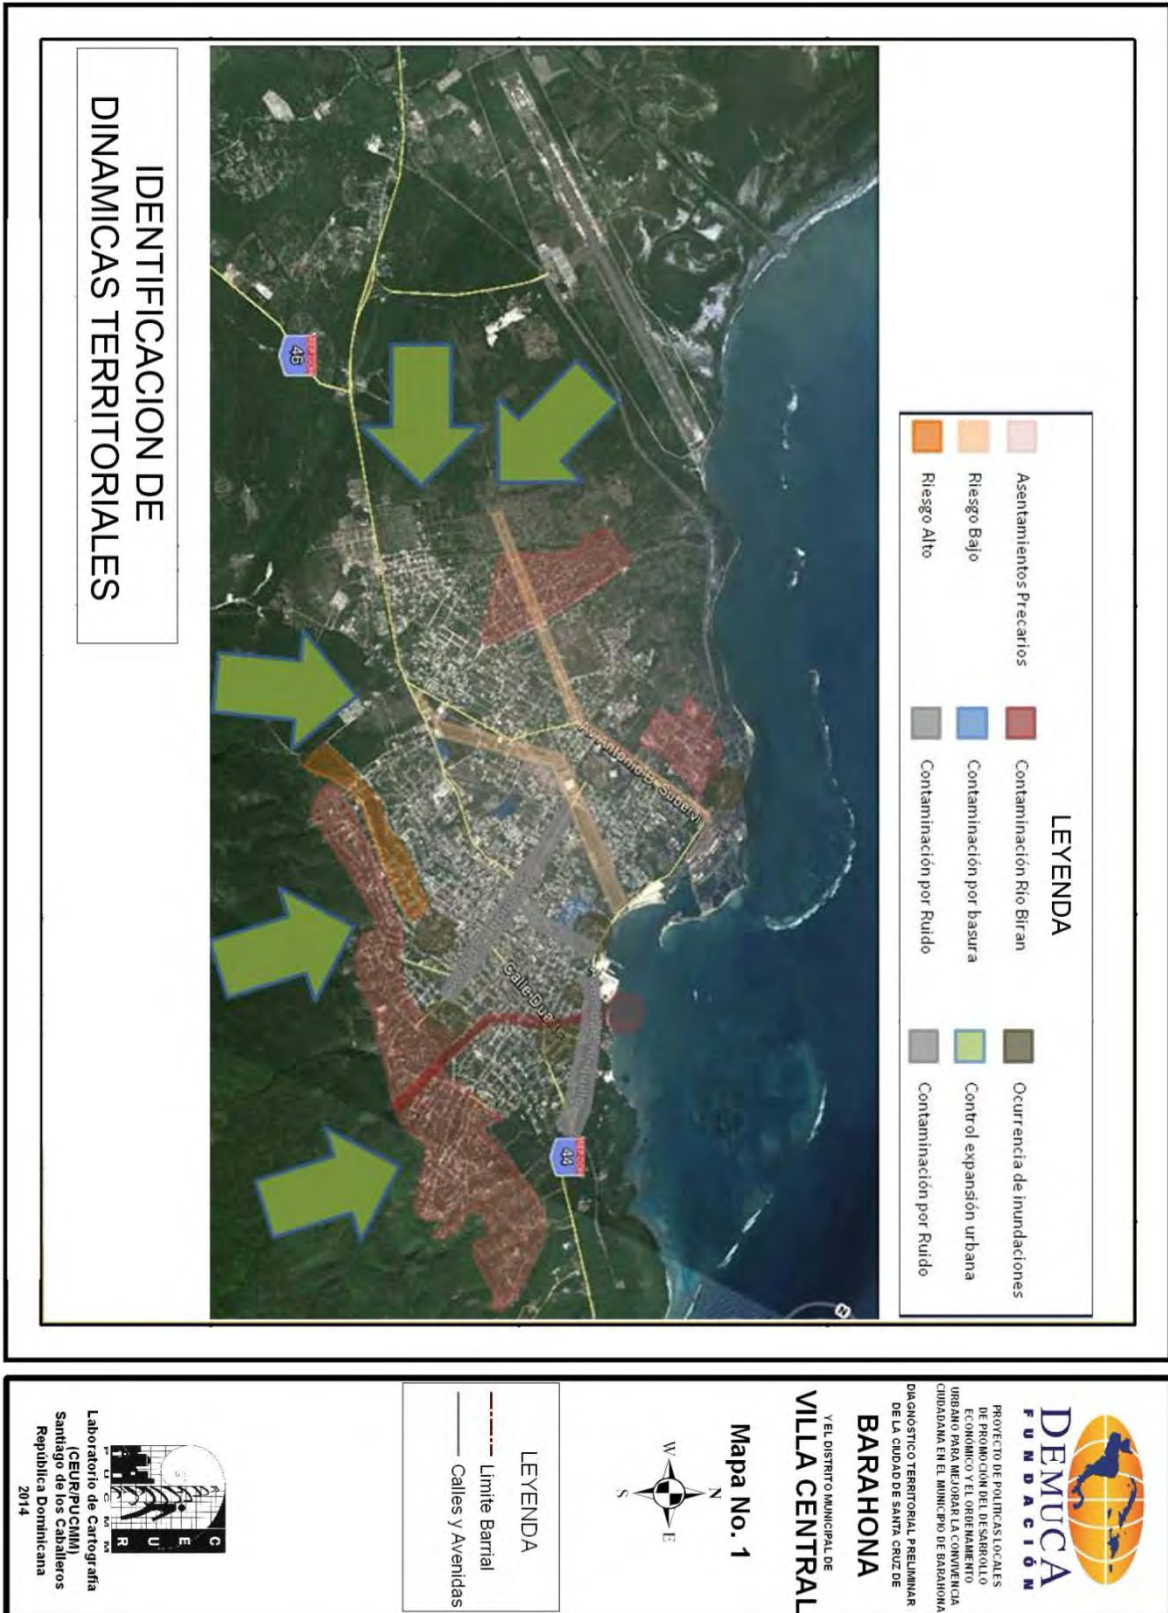 IDENTIFICACION DE
DINAMICAS TERRITORIALES
LEYENDA
Asentamientos Precarios
Riesgo Bajo
Riesgo Alto
Contaminación Río Biran
Contaminación por basura
Contaminación por Ruido
Ocurrencia de inundaciones
Control expansión urbana
Contaminación por Ruido
46
44
Calle Dua
N
DEMUCA
FUNDACIÓN
PROYECTO DE POLITICAS LOCALES
DE PROMOCIÓN DEL DESARROLLO
ECONÓMICO Y EL ORDENAMIENTO
URBANO PARA MEJORAR LA CONVIVENCIA
CIUDADANA EN EL MUNICIPIO DE BARAHONA
DIAGNÓSTICO TERRITORIAL PRELIMINAR
DE LA CIUDAD DE SANTA CRUZ DE
BARAHONA
Y EL DISTRITO MUNICIPAL DE
VILLA CENTRAL
Mapa No. 1
N
W
E
S
LEYENDA
Limite Barrial
Calles y Avenidas
C
E
U
R
P U C M M
Laboratorio de Cartografía
(CEUR/PUCMM)
Santiago de los Caballeros
República Dominicana
2014